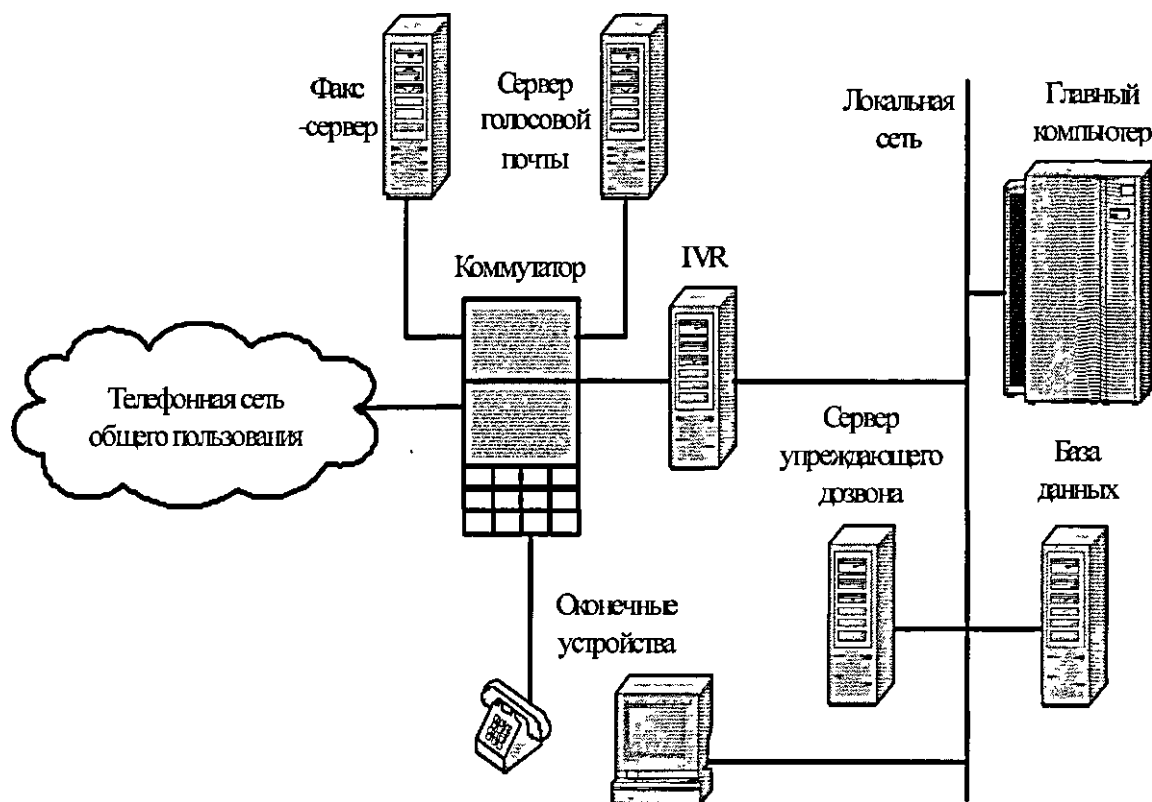 Факс
-сервер
Сервер
голосовой
почты
Локальная
сеть
Главный
компьютер
Коммутатор
IVR
Телефонная сеть
общего пользования
Сервер
упреждающего
дозвона
База
данных
Оконечные
устройства